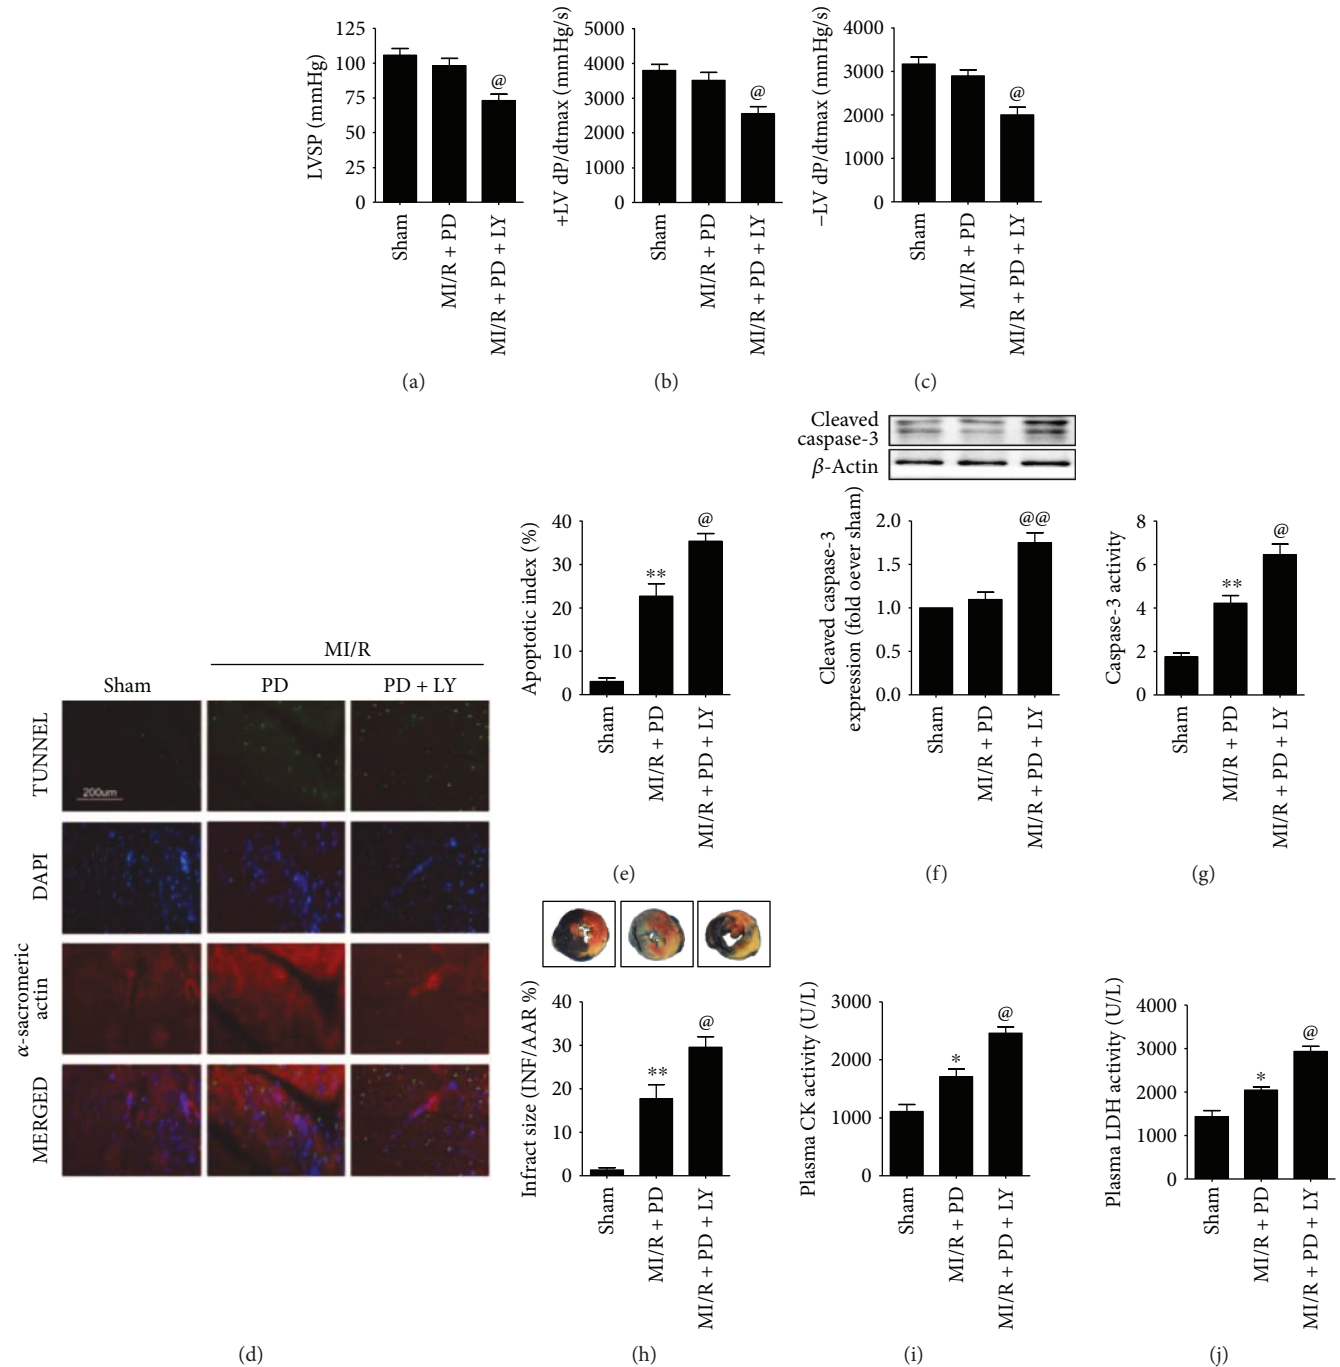 LVSP (mmHg)
125
100
75
50
25
0
@
Sham
MI/R + PD
MI/R + PD + LY
(a)
+LV dP/dtmax (mmHg/s)
5000
4000
3000
2000
1000
0
@
Sham
MI/R + PD
MI/R + PD + LY
(b)
−LV dP/dtmax (mmHg/s)
4000
3000
2000
1000
0
@
Sham
MI/R + PD
MI/R + PD + LY
(c)
MI/R
Sham PD PD + LY
TUNNEL
200um
DAPI
α-sacromeric
actin
MERGED
(d)
Apoptotic index (%)
40
30
20
10
0
**
@
Sham
MI/R + PD
MI/R + PD + LY
(e)
Cleaved
caspase-3
β-Actin
Cleaved caspase-3
expression (fold oever sham)
2.0
1.5
1.0
0.5
0.0
@@
Sham
MI/R + PD
MI/R + PD + LY
(f)
Caspase-3 activity
8
6
4
2
0
**
@
Sham
MI/R + PD
MI/R + PD + LY
(g)
Infract size (INF/AAR %)
40
30
20
10
0
**
@
Sham
MI/R + PD
MI/R + PD + LY
(h)
Plasma CK activity (U/L)
3000
2000
1000
0
*
@
Sham
MI/R + PD
MI/R + PD + LY
(i)
Plasma LDH activity (U/L)
4000
3000
2000
1000
0
*
@
Sham
MI/R + PD
MI/R + PD + LY
(j)